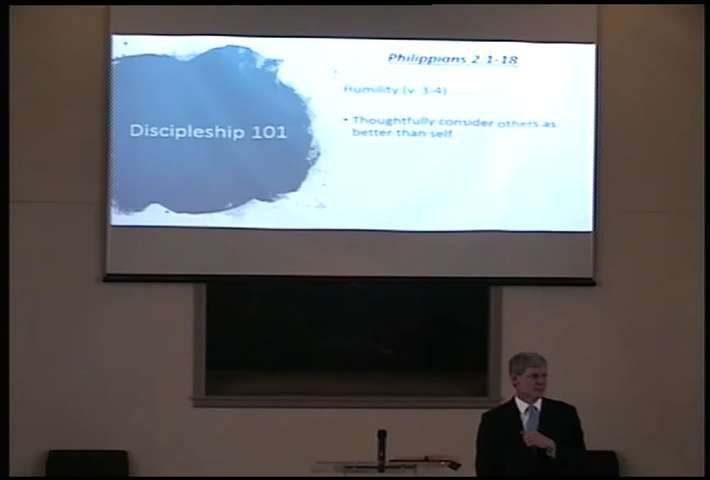 Philippians 2.1-18
Humility (v. 3-4)
Discipleship 101
• Thoughtfully consider others as
better than self